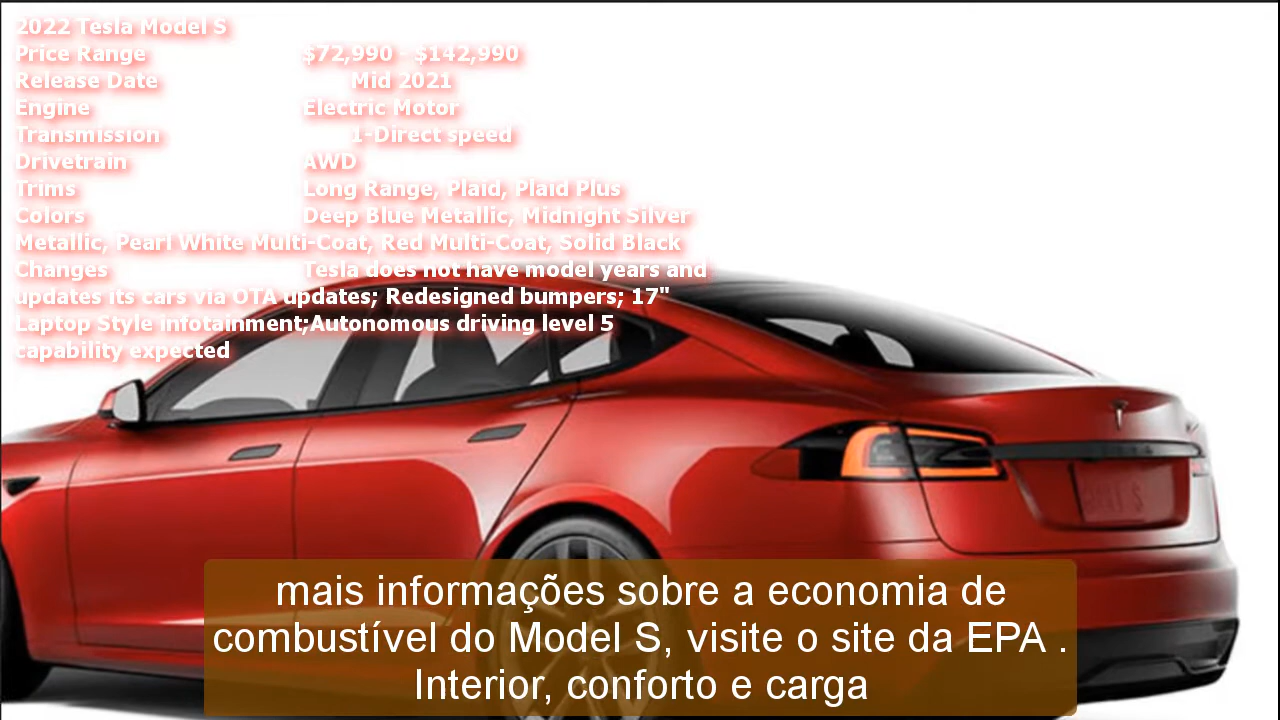 2022 Tesla Model S
Price Range $72,990 - $142,990
Release Date Mid 2021
Engine Electric Motor
Transmission 1-Direct speed
Drivetrain AWD
Trims Long Range, Plaid, Plaid Plus
Colors Deep Blue Metallic, Midnight Silver
Metallic, Pearl White Multi-Coat, Red Multi-Coat, Solid Black
Changes Tesla does not have model years and
updates its cars via OTA updates; Redesigned bumpers; 17"
Laptop Style infotainment;Autonomous driving level 5
capability expected
mais informações sobre a economia de
combustível do Model S, visite o site da EPA .
Interior, conforto e carga